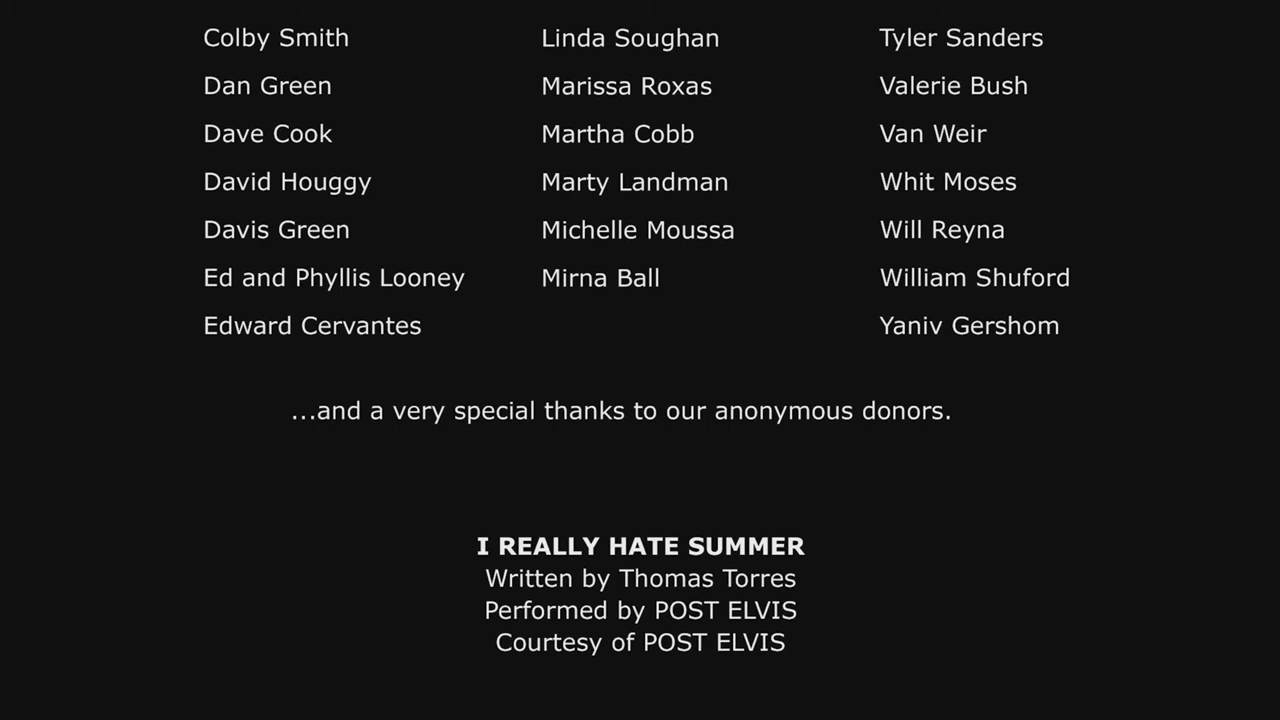 Colby Smith
Dan Green
Dave Cook
David Houggy
Davis Green
Ed and Phyllis Looney
Edward Cervantes
Linda Soughan
Marissa Roxas
Martha Cobb
Marty Landman
Michelle Moussa
Mirna Ball
Tyler Sanders
Valerie Bush
Van Weir
Whit Moses
Will Reyna
William Shuford
Yaniv Gershom
...and a very special thanks to our anonymous donors.
I REALLY HATE SUMMER
Written by Thomas Torres
Performed by POST ELVIS
Courtesy of POST ELVIS